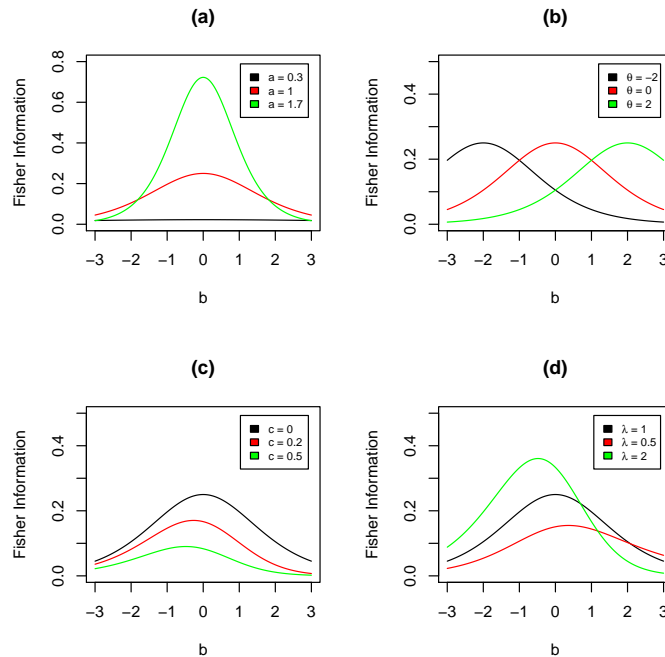 (a)
Fisher Information
0.0 0.2 0.4 0.6 0.8
a = 0.3
a = 1
a = 1.7
−3 −2 −1 0 1 2 3
b
(b)
Fisher Information
0.0 0.2 0.4
θ = −2
θ = 0
θ = 2
−3 −2 −1 0 1 2 3
b
(c)
Fisher Information
0.0 0.2 0.4
c = 0
c = 0.2
c = 0.5
−3 −2 −1 0 1 2 3
b
(d)
Fisher Information
0.0 0.2 0.4
λ = 1
λ = 0.5
λ = 2
−3 −2 −1 0 1 2 3
b